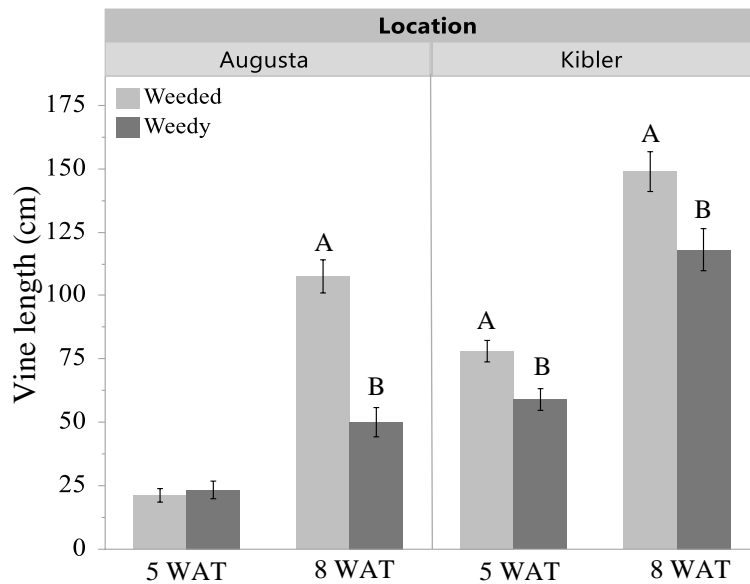 Location
Augusta
Kibler
Weeded
Weedy
Vine length (cm)
175
150
125
100
75
50
25
0
A
B
A
B
A
B
5 WAT
8 WAT
5 WAT
8 WAT